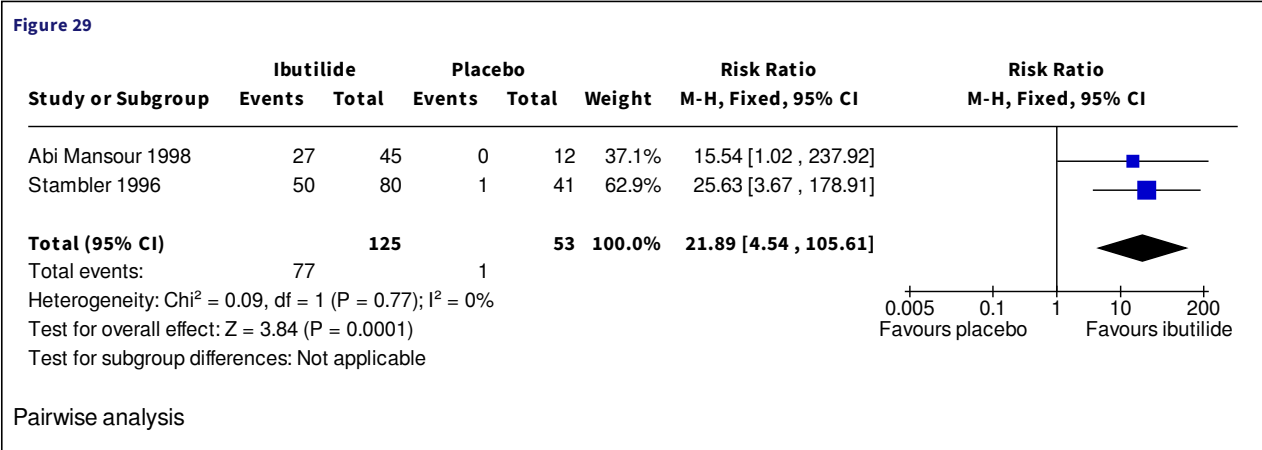 Figure 29
Ibutilide Placebo Risk Ratio Risk Ratio
Study or Subgroup Events Total Events Total Weight M-H, Fixed, 95% CI M-H, Fixed, 95% CI
Abi Mansour 1998 27 45 0 12 37.1% 15.54 [1.02 , 237.92]
Stambler 1996 50 80 1 41 62.9% 25.63 [3.67 , 178.91]
Total (95% CI) 125 53 100.0% 21.89 [4.54 , 105.61]
Total events: 77 1
Heterogeneity: Chi² = 0.09, df = 1 (P = 0.77); I² = 0%
Test for overall effect: Z = 3.84 (P = 0.0001)
Test for subgroup differences: Not applicable
0.005 0.1 1 10 200
Favours placebo Favours ibutilide
Pairwise analysis